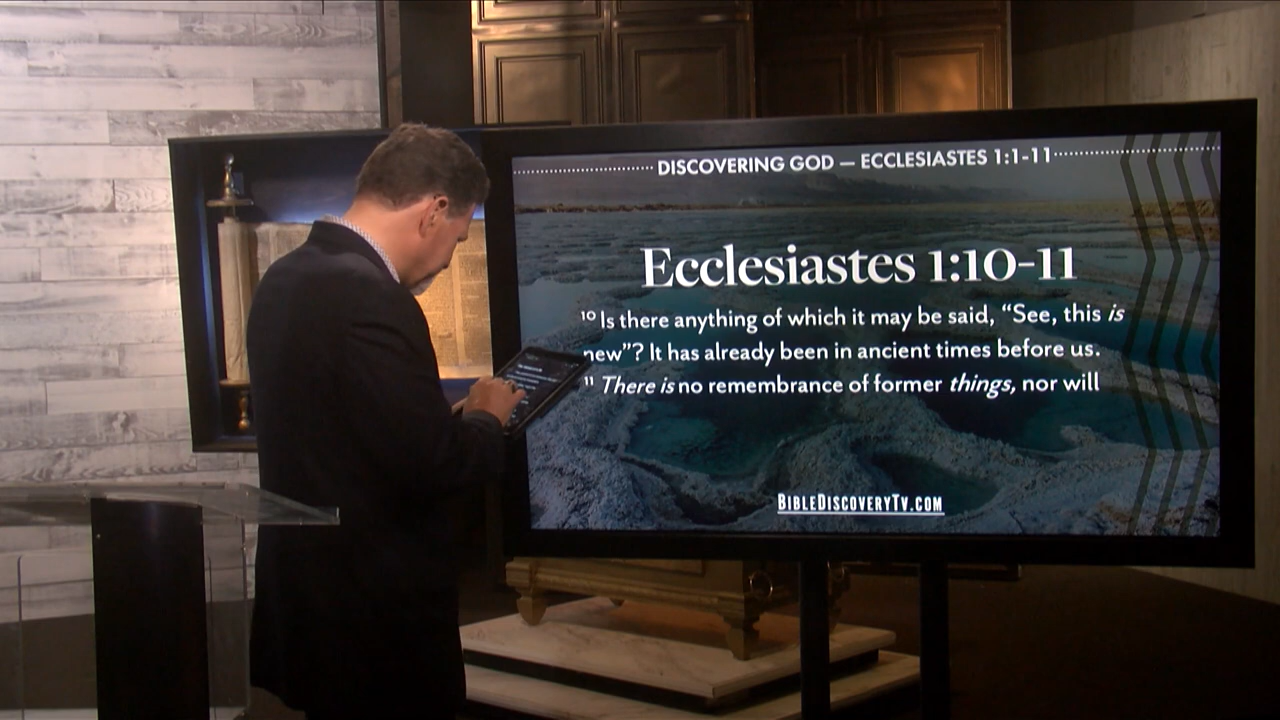 DISCOVERING GOD — ECCLESIASTES 1:1-11
Ecclesiastes 1:10-11
¹⁰ Is there anything of which it may be said, “See, this is
new”? It has already been in ancient times before us.
¹¹ There is no remembrance of former things, nor will
BIBLEDISCOVERYTV.COM